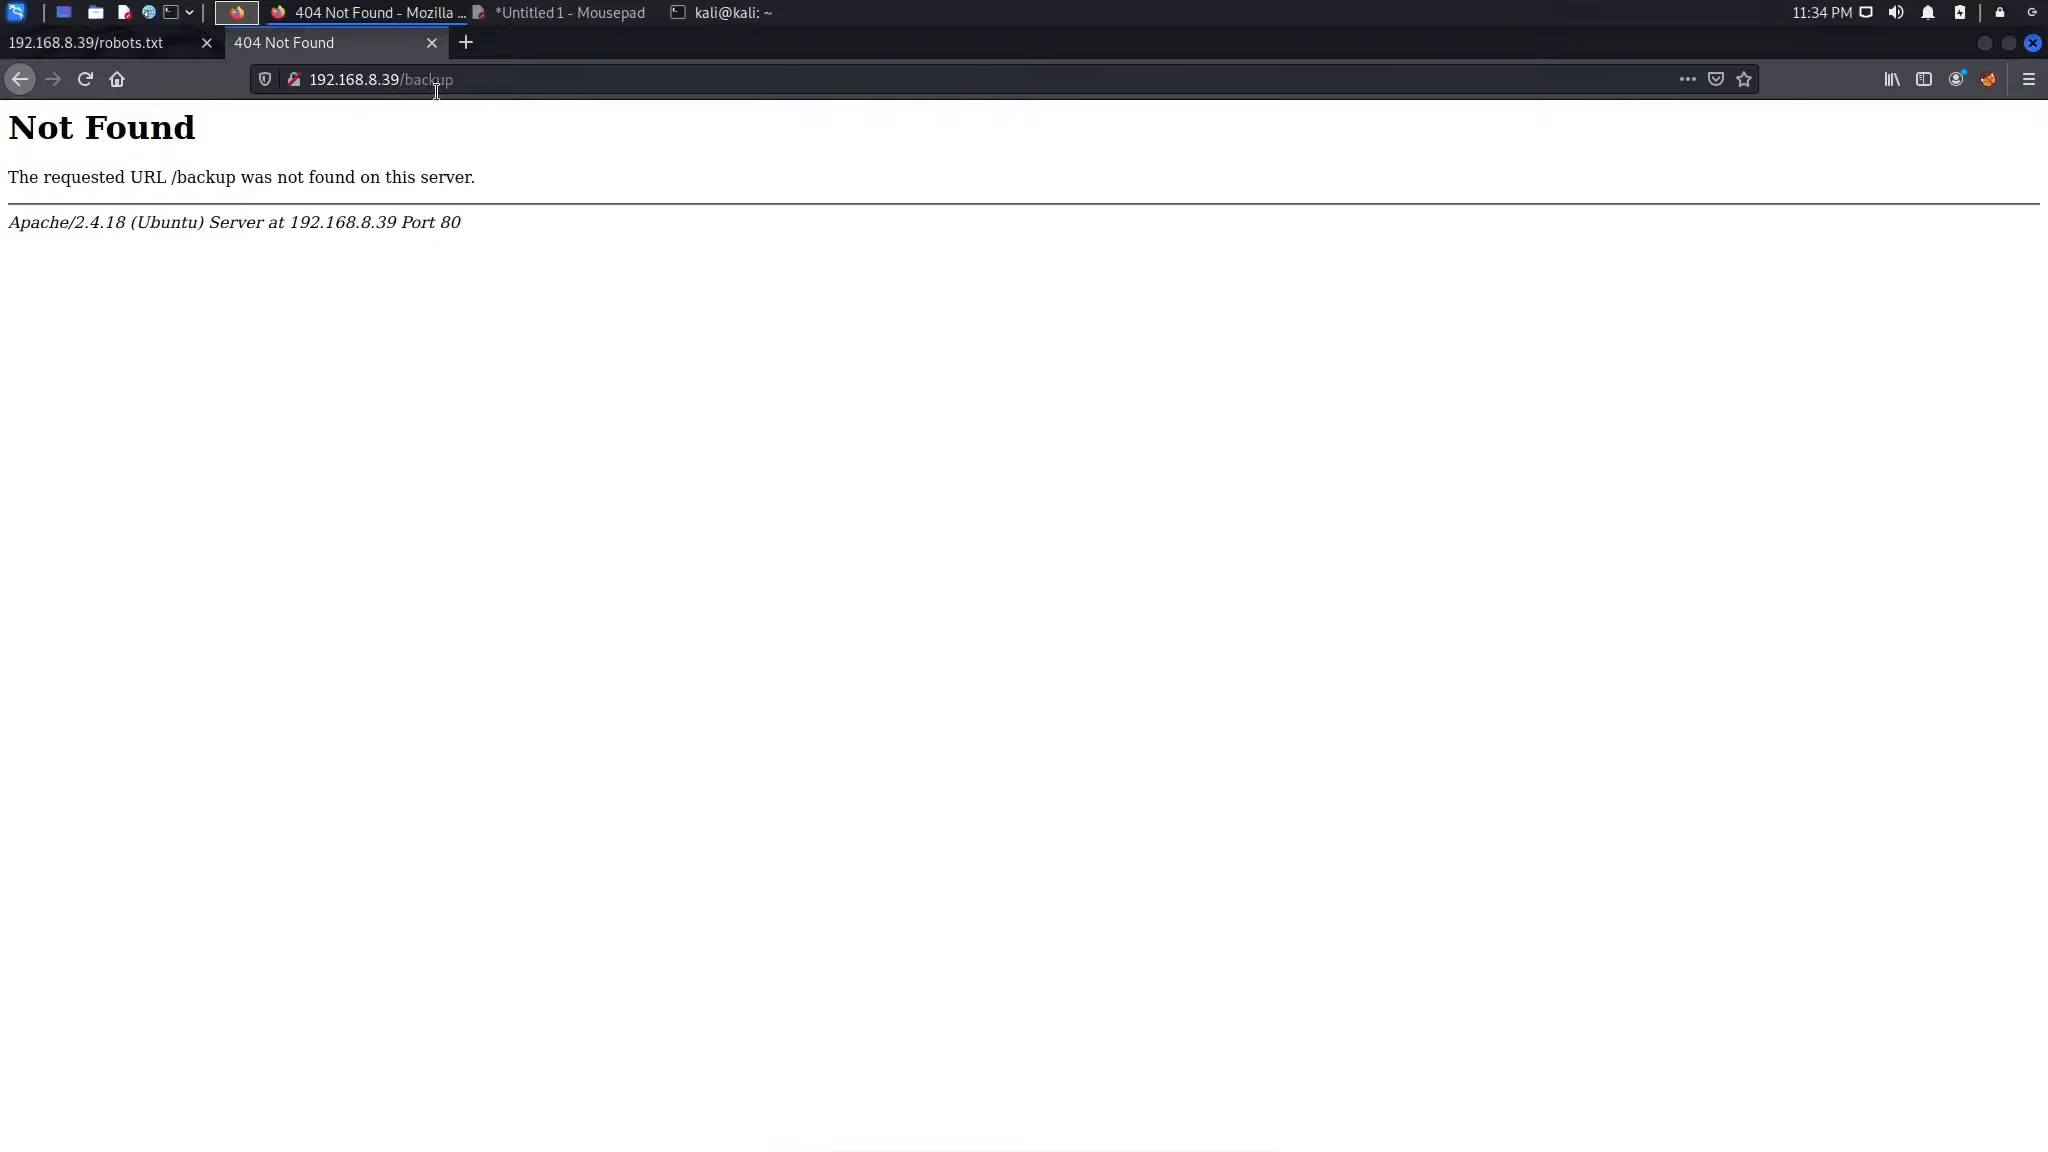 404 Not Found - Mozilla ...
*Untitled 1 - Mousepad
kali@kali: ~
11:34 PM
192.168.8.39/robots.txt
404 Not Found
192.168.8.39/backup
Not Found
The requested URL /backup was not found on this server.
Apache/2.4.18 (Ubuntu) Server at 192.168.8.39 Port 80